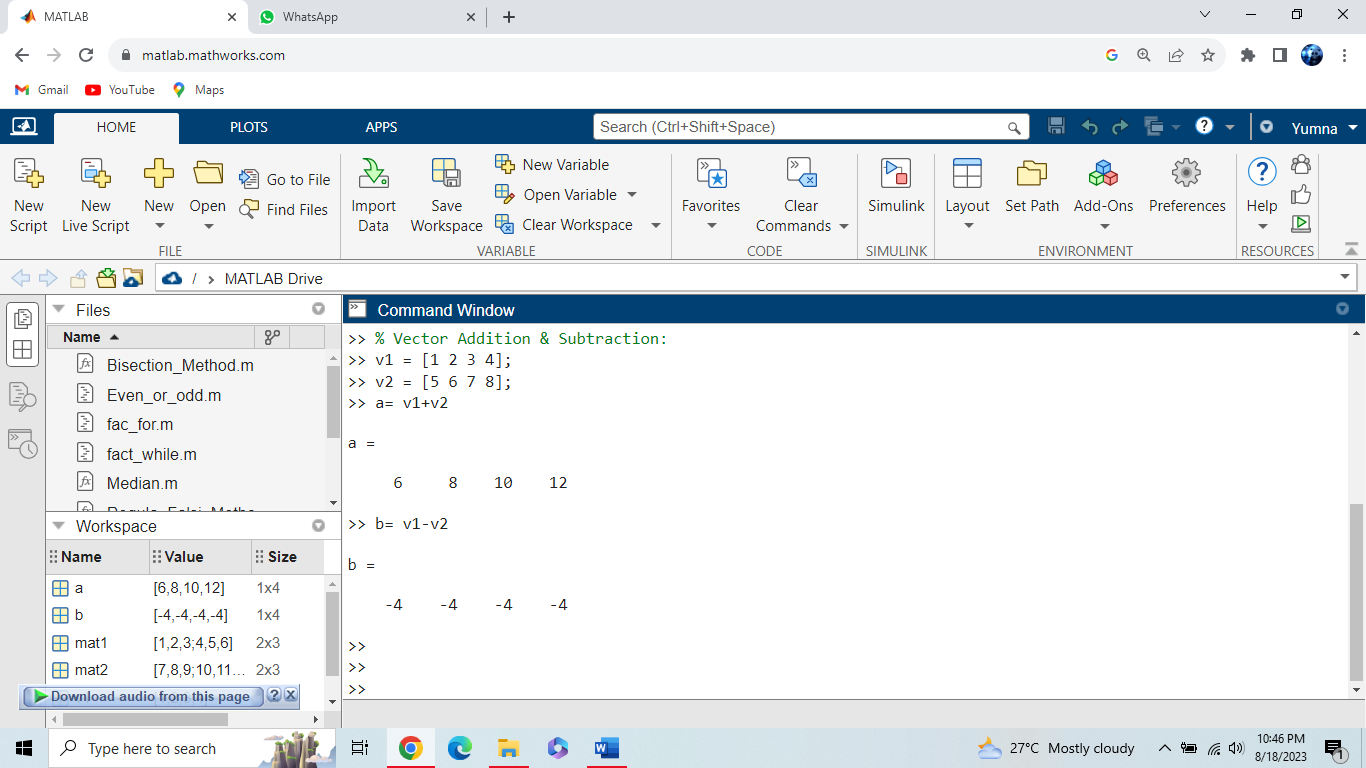 MATLAB
WhatsApp
matlab.mathworks.com
Gmail YouTube Maps
HOME PLOTS APPS
Search (Ctrl+Shift+Space)
Yumna
New Script
New Live Script
New
Open
Go to File
Find Files
FILE
Import Data
Save Workspace
New Variable
Open Variable
Clear Workspace
VARIABLE
Favorites
Clear Commands
CODE
Simulink
SIMULINK
Layout
Set Path
Add-Ons
Preferences
ENVIRONMENT
Help
RESOURCES
/ › MATLAB Drive
Files
Name
Bisection_Method.m
Even_or_odd.m
fac_for.m
fact_while.m
Median.m
Workspace
Name Value Size
a [6,8,10,12] 1x4
b [-4,-4,-4,-4] 1x4
mat1 [1,2,3;4,5,6] 2x3
mat2 [7,8,9;10,11... 2x3
Download audio from this page ? X
Command Window
>> % Vector Addition & Subtraction:
>> v1 = [1 2 3 4];
>> v2 = [5 6 7 8];
>> a= v1+v2
a =
6 8 10 12
>> b= v1-v2
b =
-4 -4 -4 -4
>>
>>
>>
Type here to search
27°C Mostly cloudy
10:46 PM
8/18/2023
1